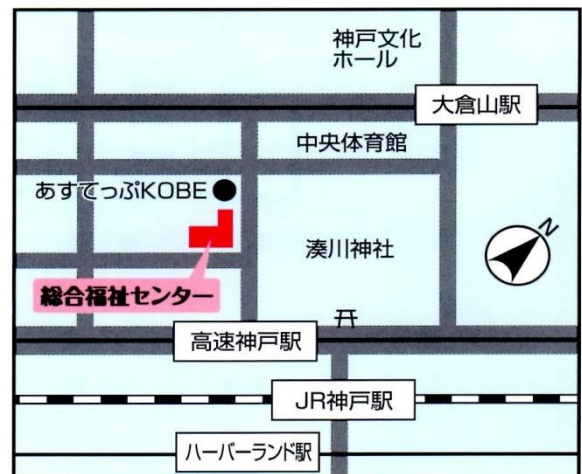 神戸文化
ホール
大倉山駅
中央体育館
あすてっぷKOBE
湊川神社
N
総合福祉センター
高速神戸駅
JR神戸駅
ハーバーランド駅